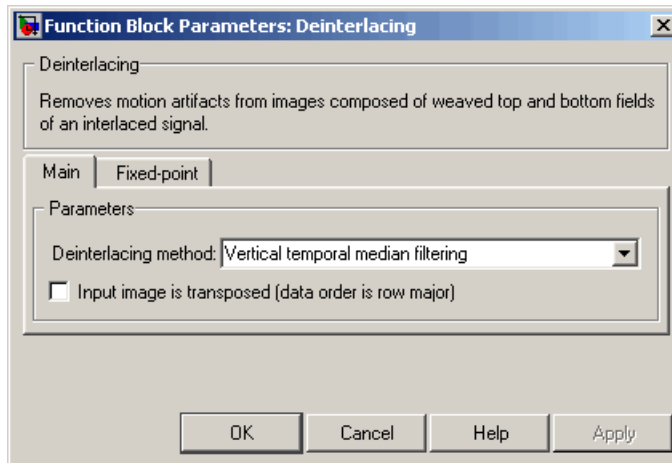 Function Block Parameters: Deinterlacing
Deinterlacing
Removes motion artifacts from images composed of weaved top and bottom fields
of an interlaced signal.
Main Fixed-point
Parameters
Deinterlacing method: Vertical temporal median filtering
Input image is transposed (data order is row major)
OK Cancel Help Apply